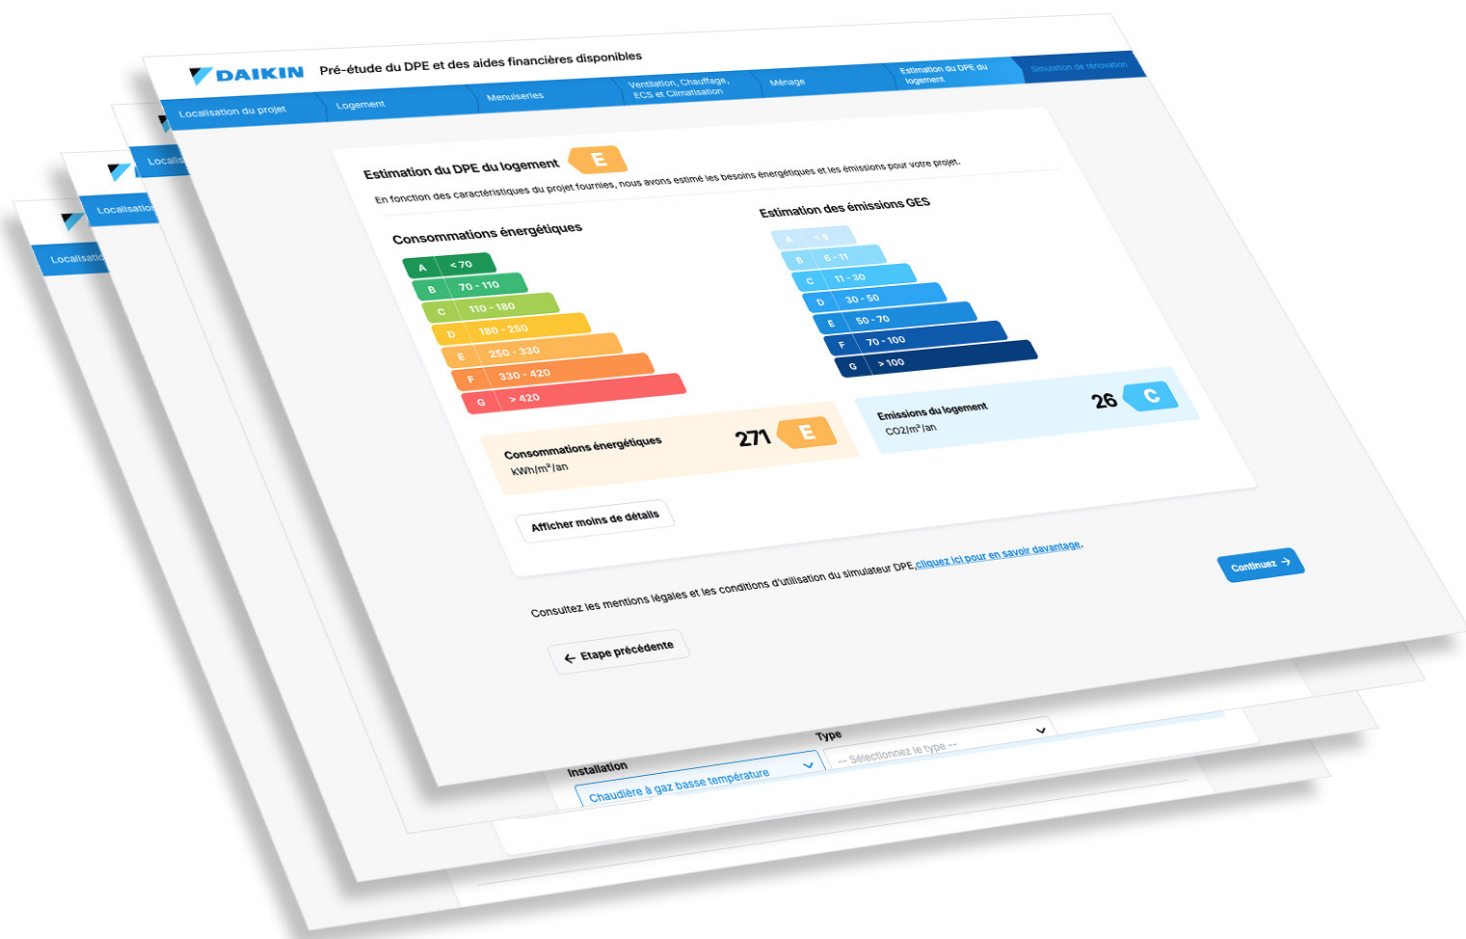 DAIKIN
Pré-étude du DPE et des aides financières disponibles
Localisation du projet
Logement
Menuiseries
Ventilation, Chauffage,
ECS et Climatisation
Ménage
Estimation du DPE du
logement
Simulation de rénovation
Estimation du DPE du logement E
En fonction des caractéristiques du projet fournies, nous avons estimé les besoins énergétiques et les émissions pour votre projet.
Consommations énergétiques
A < 70
B 70 - 110
C 110 - 180
D 180 - 250
E 250 - 330
F 330 - 420
G > 420
Consommations énergétiques
kWh/m²/an
271 E
Estimation des émissions GES
A < 6
B 6 - 11
C 11 - 30
D 30 - 50
E 50 - 70
F 70 - 100
G > 100
Emissions du logement
CO2/m²/an
26 C
Afficher moins de détails
Consultez les mentions légales et les conditions d'utilisation du simulateur DPE,cliquez ici pour en savoir davantage.
Continuez →
← Etape précédente
Installation
Chaudière à gaz basse température
Type
-- Sélectionnez le type --